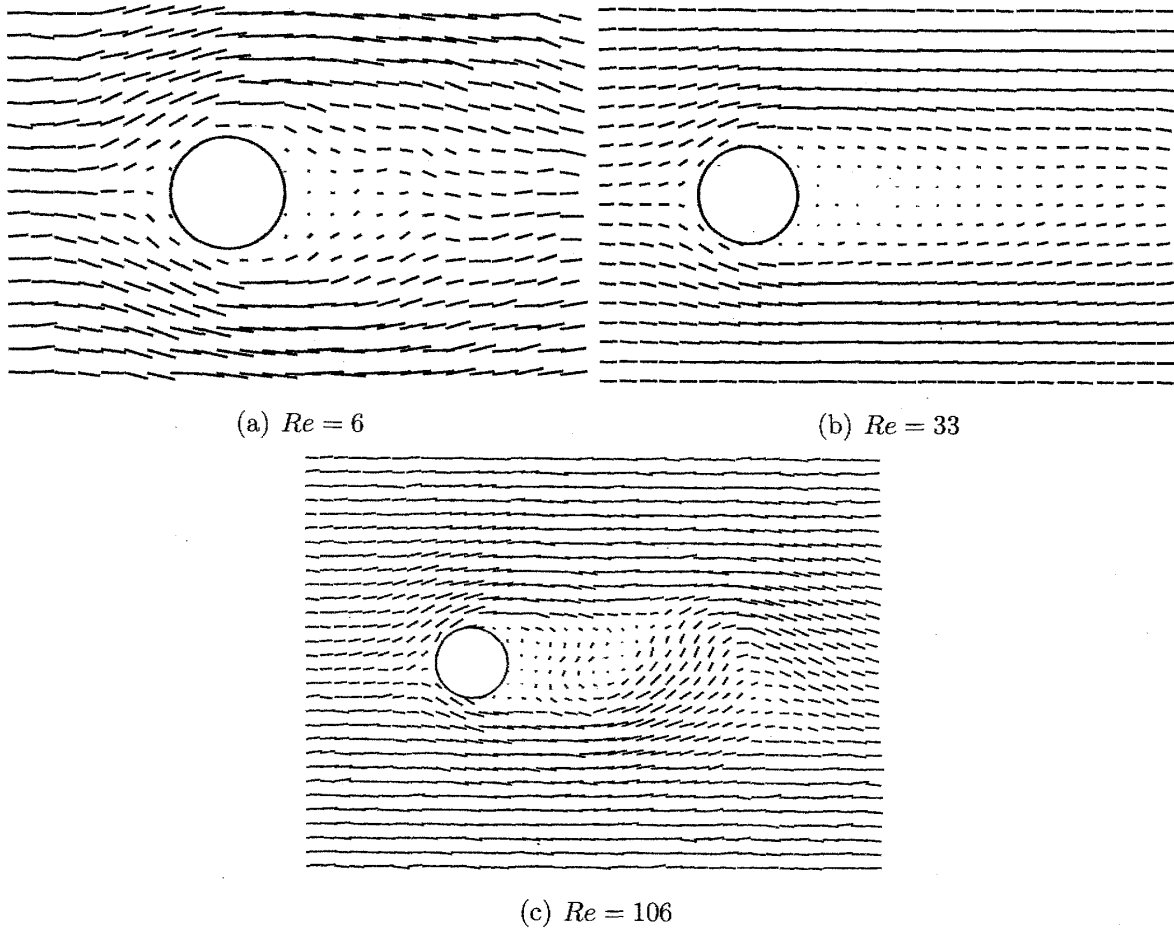 (a) Re = 6
(b) Re = 33
(c) Re = 106